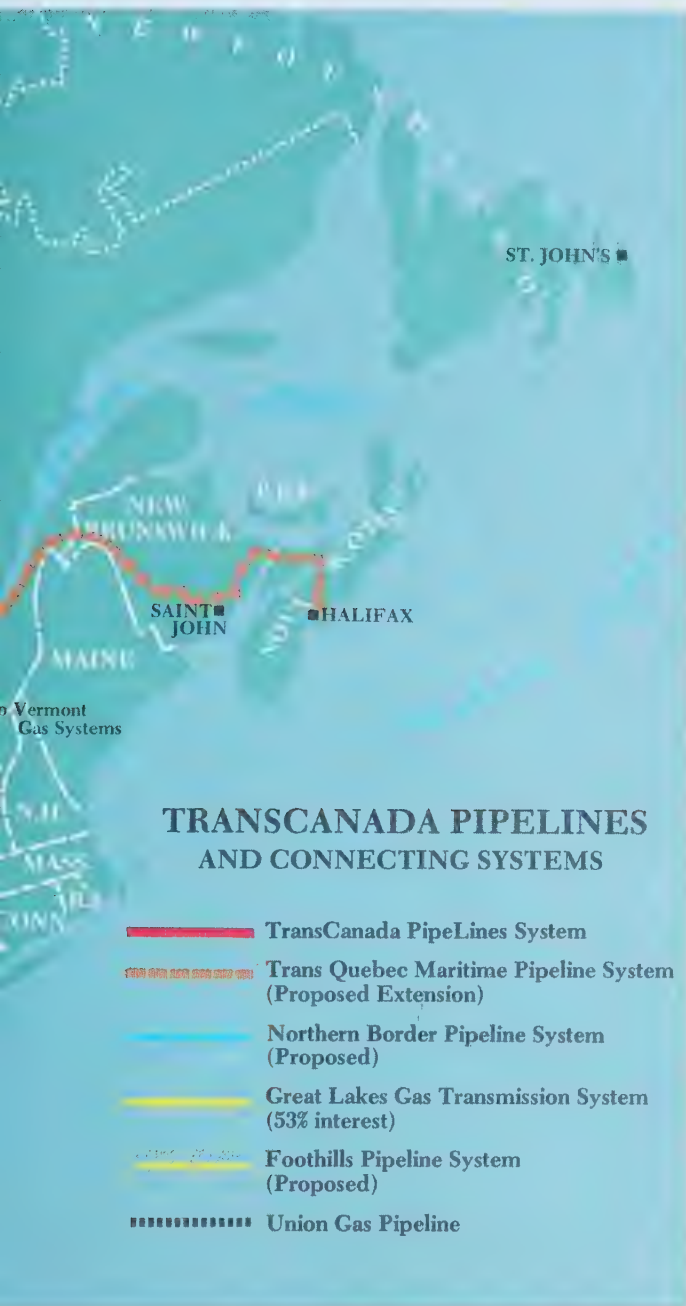 ST. JOHN'S
NEW
BRUNSWICK
P.E.I.
SAINT
JOHN
HALIFAX
MAINE
Vermont
Gas Systems
N.H.
MASS
CONN
TRANSCANADA PIPELINES
AND CONNECTING SYSTEMS
TransCanada PipeLines System
Trans Quebec Maritime Pipeline System
(Proposed Extension)
Northern Border Pipeline System
(Proposed)
Great Lakes Gas Transmission System
(53% interest)
Foothills Pipeline System
(Proposed)
Union Gas Pipeline